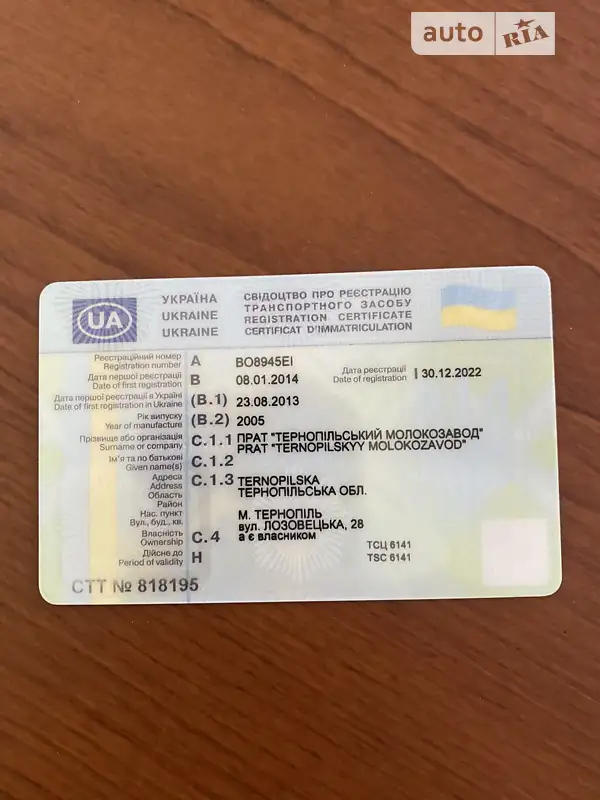 auto RIA
UA
УКРАЇНА
UKRAINE
UKRAINE
СВІДОЦТВО ПРО РЕЄСТРАЦІЮ
ТРАНСПОРТНОГО ЗАСОБУ
REGISTRATION CERTIFICATE
CERTIFICAT D'IMMATRICULATION
Реєстраційний номер
Registration number
A BO8945EI
Дата реєстрації
Date of registration
I 30.12.2022
Дата першої реєстрації
Date of first registration
B 08.01.2014
Дата першої реєстрації в Україні
Date of first registration in Ukraine
(B.1) 23.08.2013
Рік випуску
Year of manufacture
(B.2) 2005
Прізвище або організація
Surname or company
C.1.1 ПРАТ "ТЕРНОПІЛЬСЬКИЙ МОЛОКОЗАВОД"
PRAT "TERNOPILSKYY MOLOKOZAVOD"
Ім'я та по батькові
Given name(s)
C.1.2
Адреса
Address
C.1.3 TERNOPILSKA
Область
ТЕРНОПІЛЬСЬКА ОБЛ.
Район
Нас. пункт
М. ТЕРНОПІЛЬ
Вул., буд., кв.
вул. ЛОЗОВЕЦЬКА, 28
Власність
Ownership
C.4 а є власником
Дійсне до
Period of validity
H
ТСЦ 6141
TSC 6141
СТТ № 818195